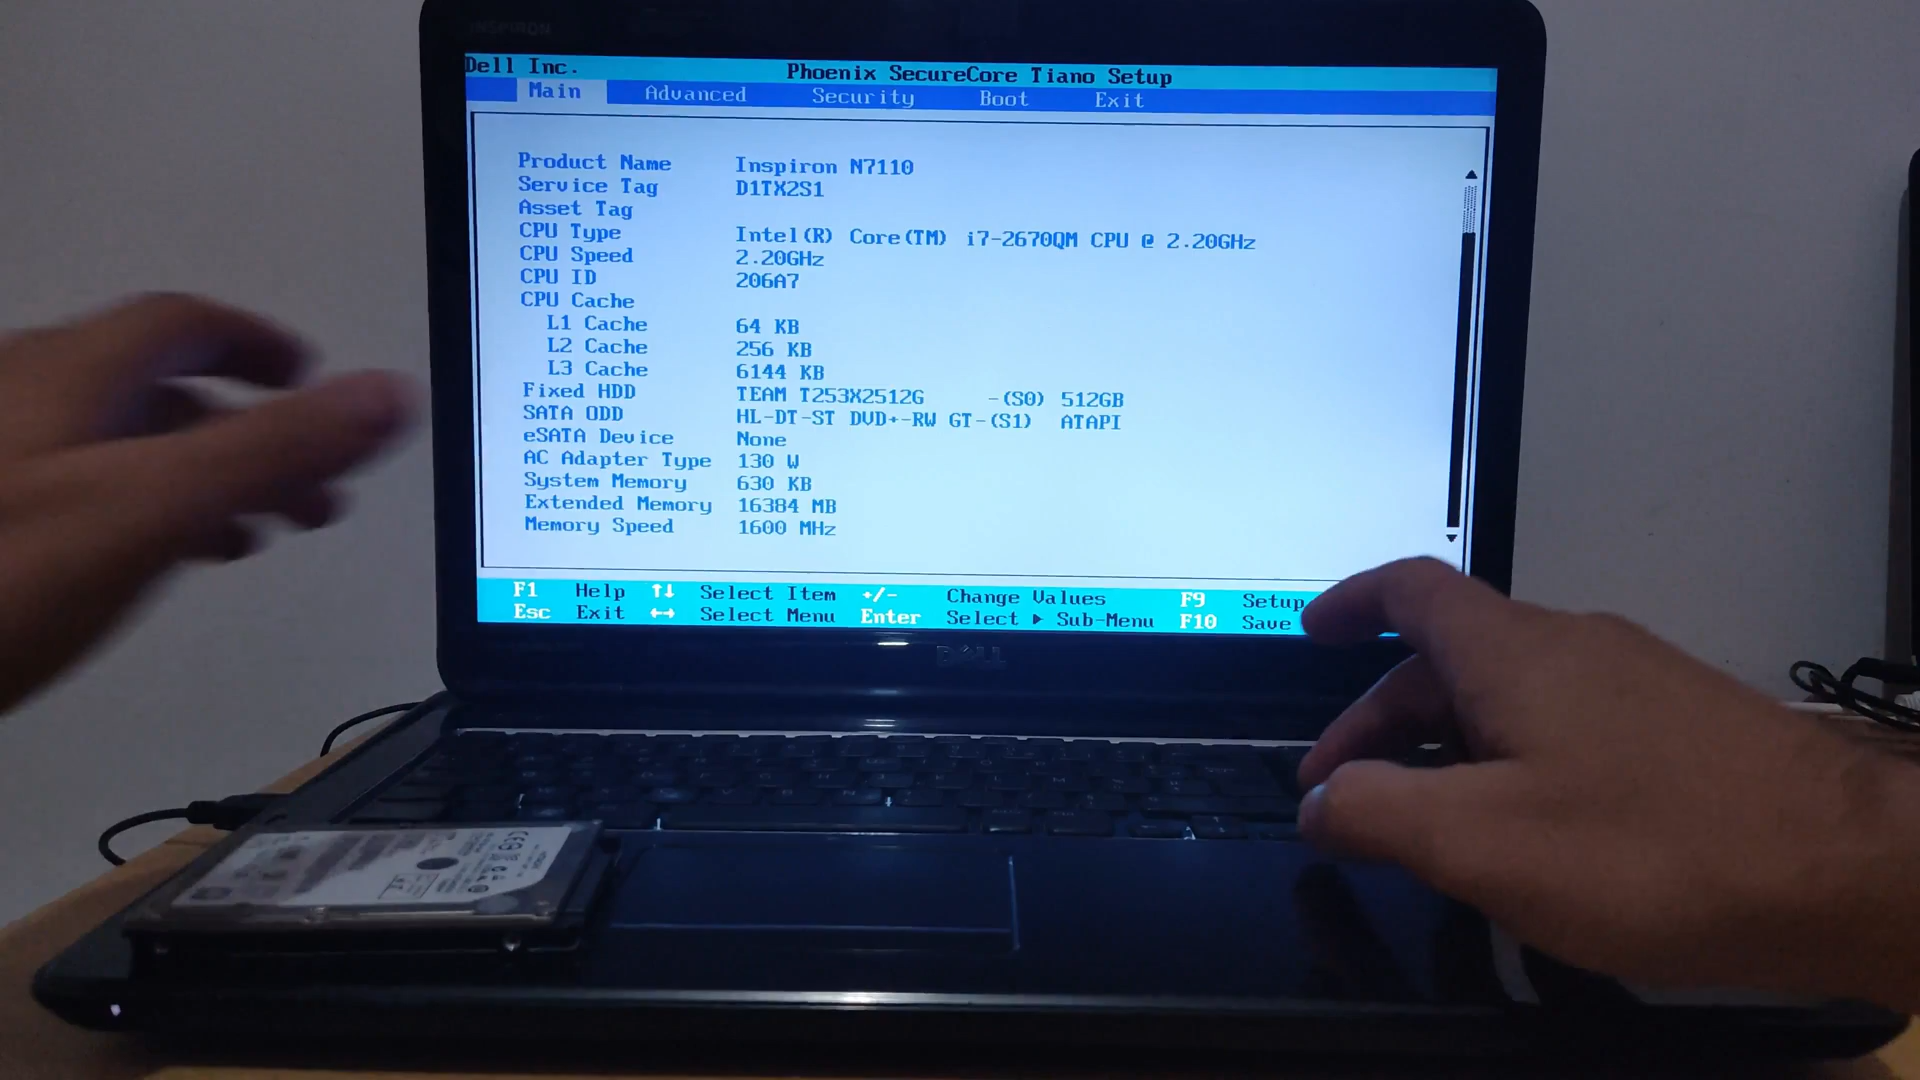 INSPIRON
Dell Inc. Phoenix SecureCore Tiano Setup
Main Advanced Security Boot Exit
Product Name Inspiron N7110
Service Tag D1TX2S1
Asset Tag
CPU Type Intel(R) Core(TM) i7-2670QM CPU @ 2.20GHz
CPU Speed 2.20GHz
CPU ID 206A7
CPU Cache
L1 Cache 64 KB
L2 Cache 256 KB
L3 Cache 6144 KB
Fixed HDD TEAM T253X2512G -(S0) 512GB
SATA ODD HL-DT-ST DVD+-RW GT-(S1) ATAPI
eSATA Device None
AC Adapter Type 130 W
System Memory 630 KB
Extended Memory 16384 MB
Memory Speed 1600 MHz
F1 Help ↑↓ Select Item +/- Change Values F9 Setup
Esc Exit ↔ Select Menu Enter Select ▶ Sub-Menu F10 Save
DELL